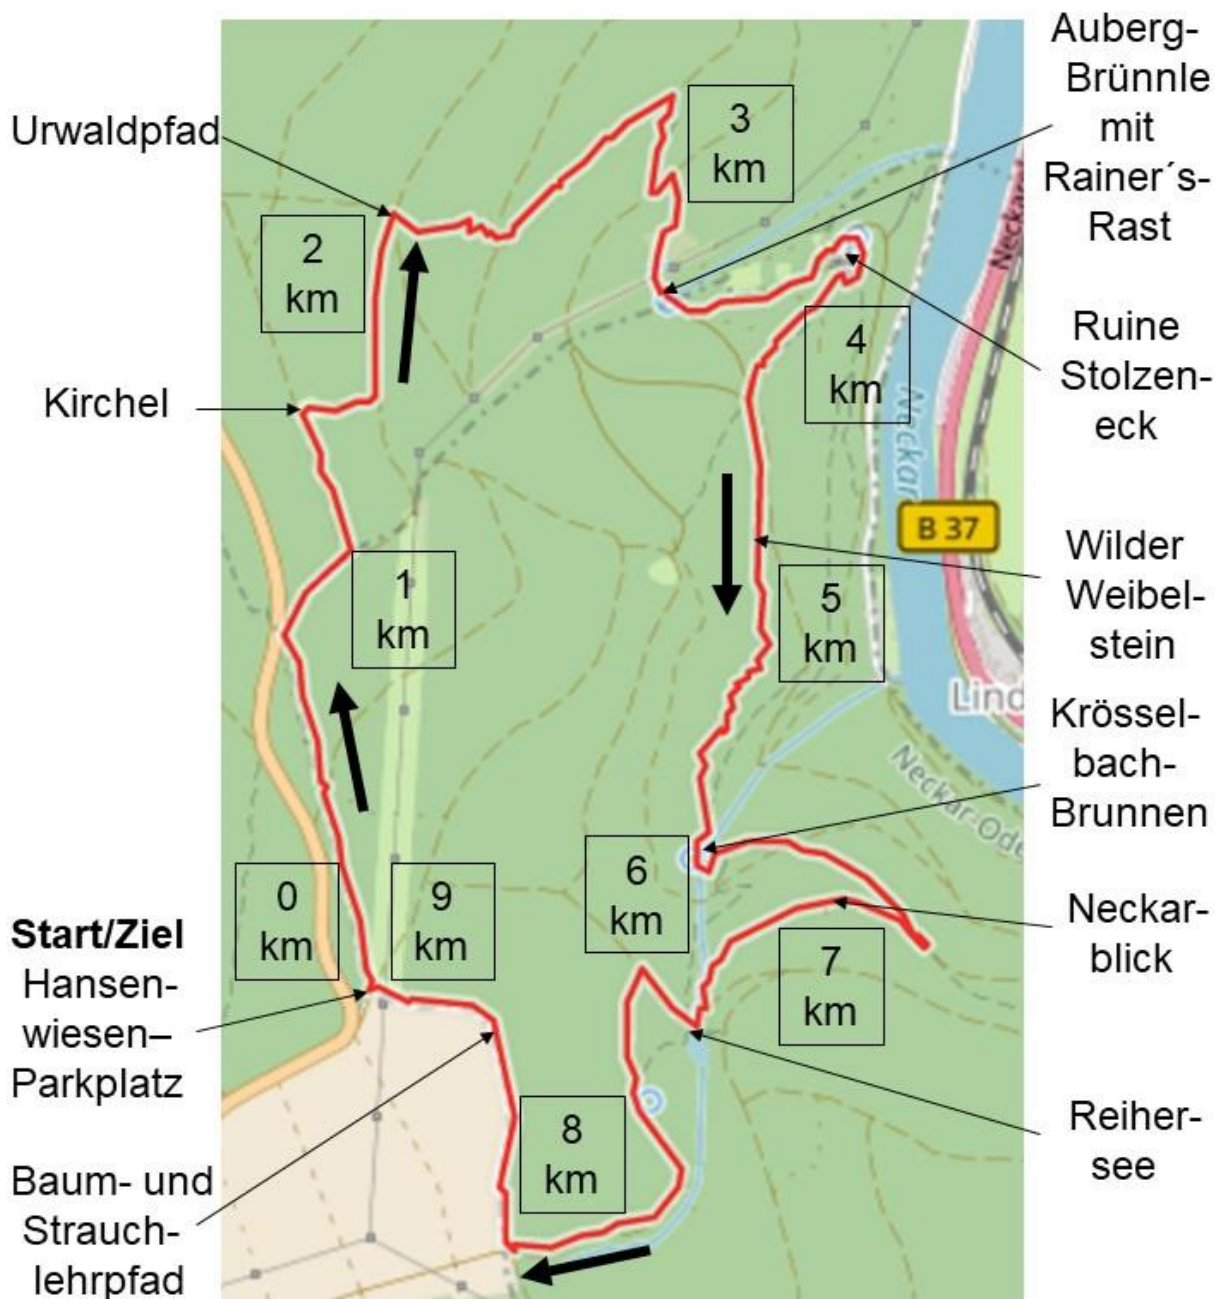 Auberg-
Brünnle
mit
Rainer´s-
Rast
Urwaldpfad
3
km
2
km
Neckar
Ruine
Stolzen-
eck
4
km
Kirchel
Neckar
B 37
Wilder
Weibel-
stein
1
km
5
km
Lind
Krössel-
bach-
Brunnen
Neckar-Ode
6
km
0
km
9
km
Start/Ziel
Hansen-
wiesen–
Parkplatz
Neckar-
blick
7
km
Reiher-
see
8
km
Baum- und
Strauch-
lehrpfad